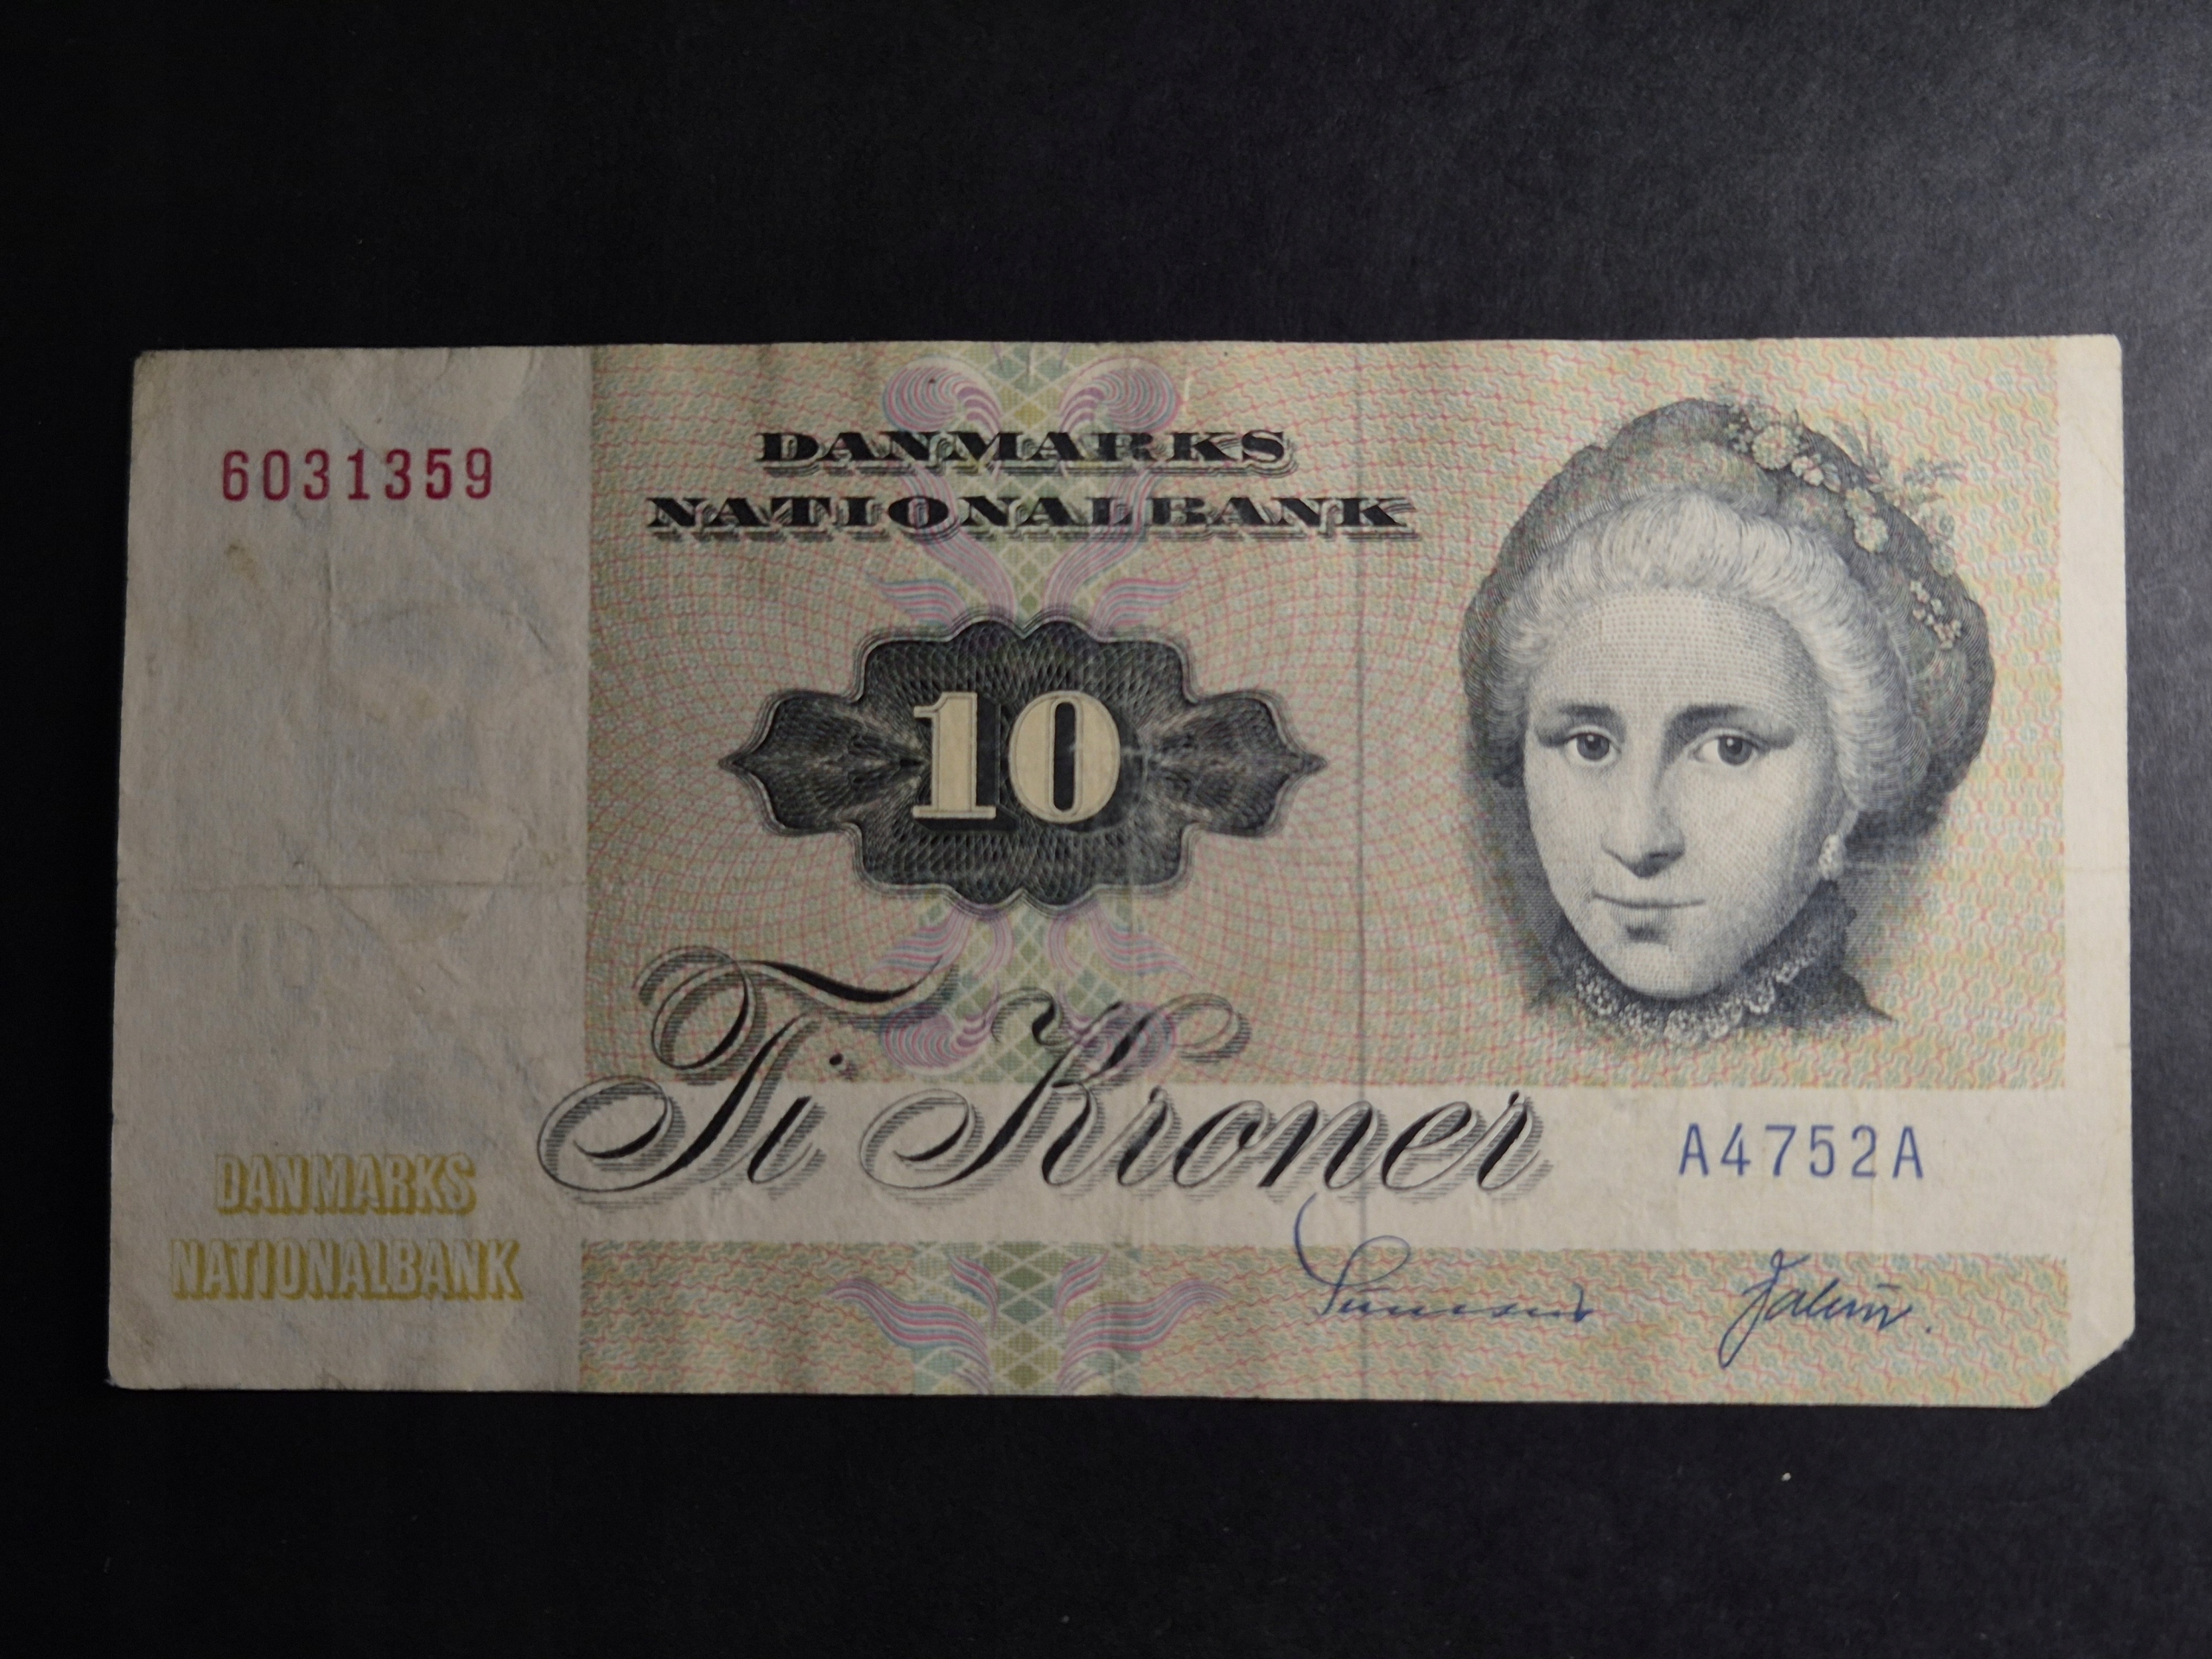 6031359
DANMARKS
NATIONALBANK
10
Ti Kroner
A4752A
DANMARKS
NATIONALBANK